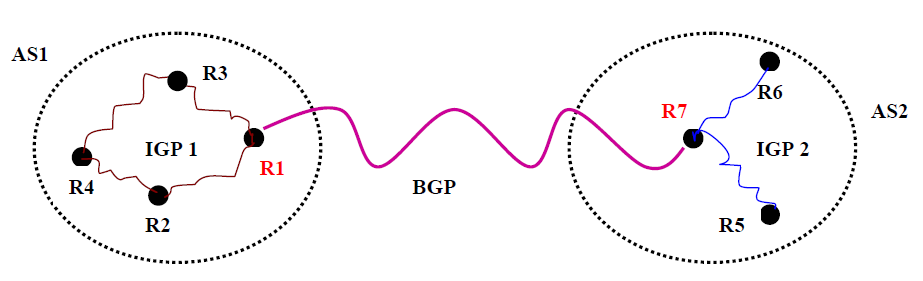 AS1
R3
IGP 1
R1
R4
R2
BGP
R7
R6
AS2
IGP 2
R5